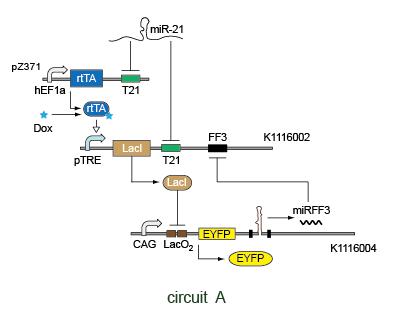 miR-21
pZ371
rtTA
hEF1a
T21
rtTA
Dox
FF3
K1116002
LacI
pTRE
T21
LacI
miRFF3
EYFP
CAG
LacO2
K1116004
EYFP
circuit A